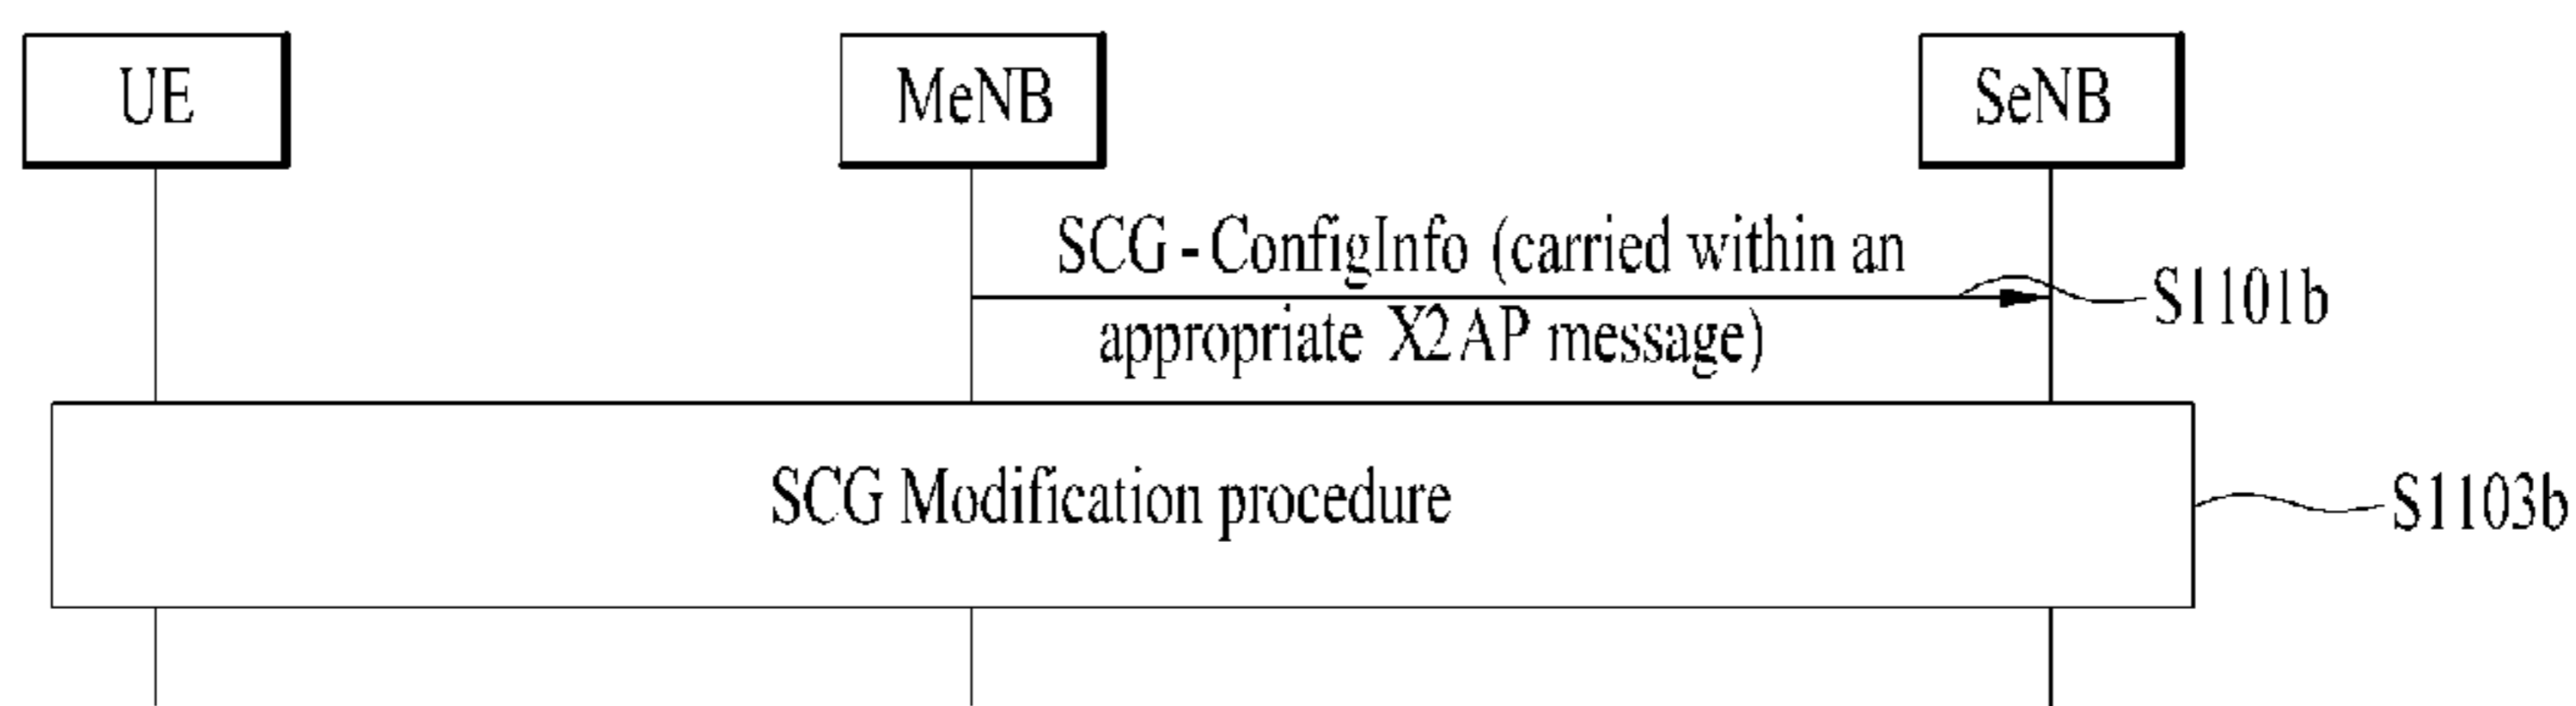 UE
MeNB
SeNB
SCG - ConfigInfo (carried within an
appropriate X2AP message)
S1101b
SCG Modification procedure
S1103b